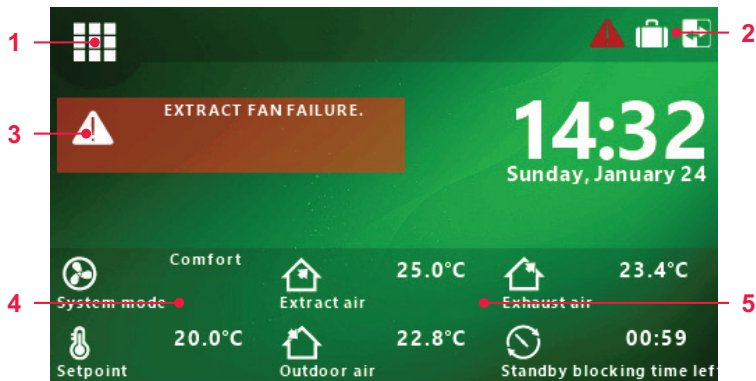 1
2
EXTRACT FAN FAILURE.
3
14:32
Sunday, January 24
Comfort
25.0°C
23.4°C
4
System mode
Extract air
Exhaust air
5
20.0°C
22.8°C
00:59
Setpoint
Outdoor air
Standby blocking time lef